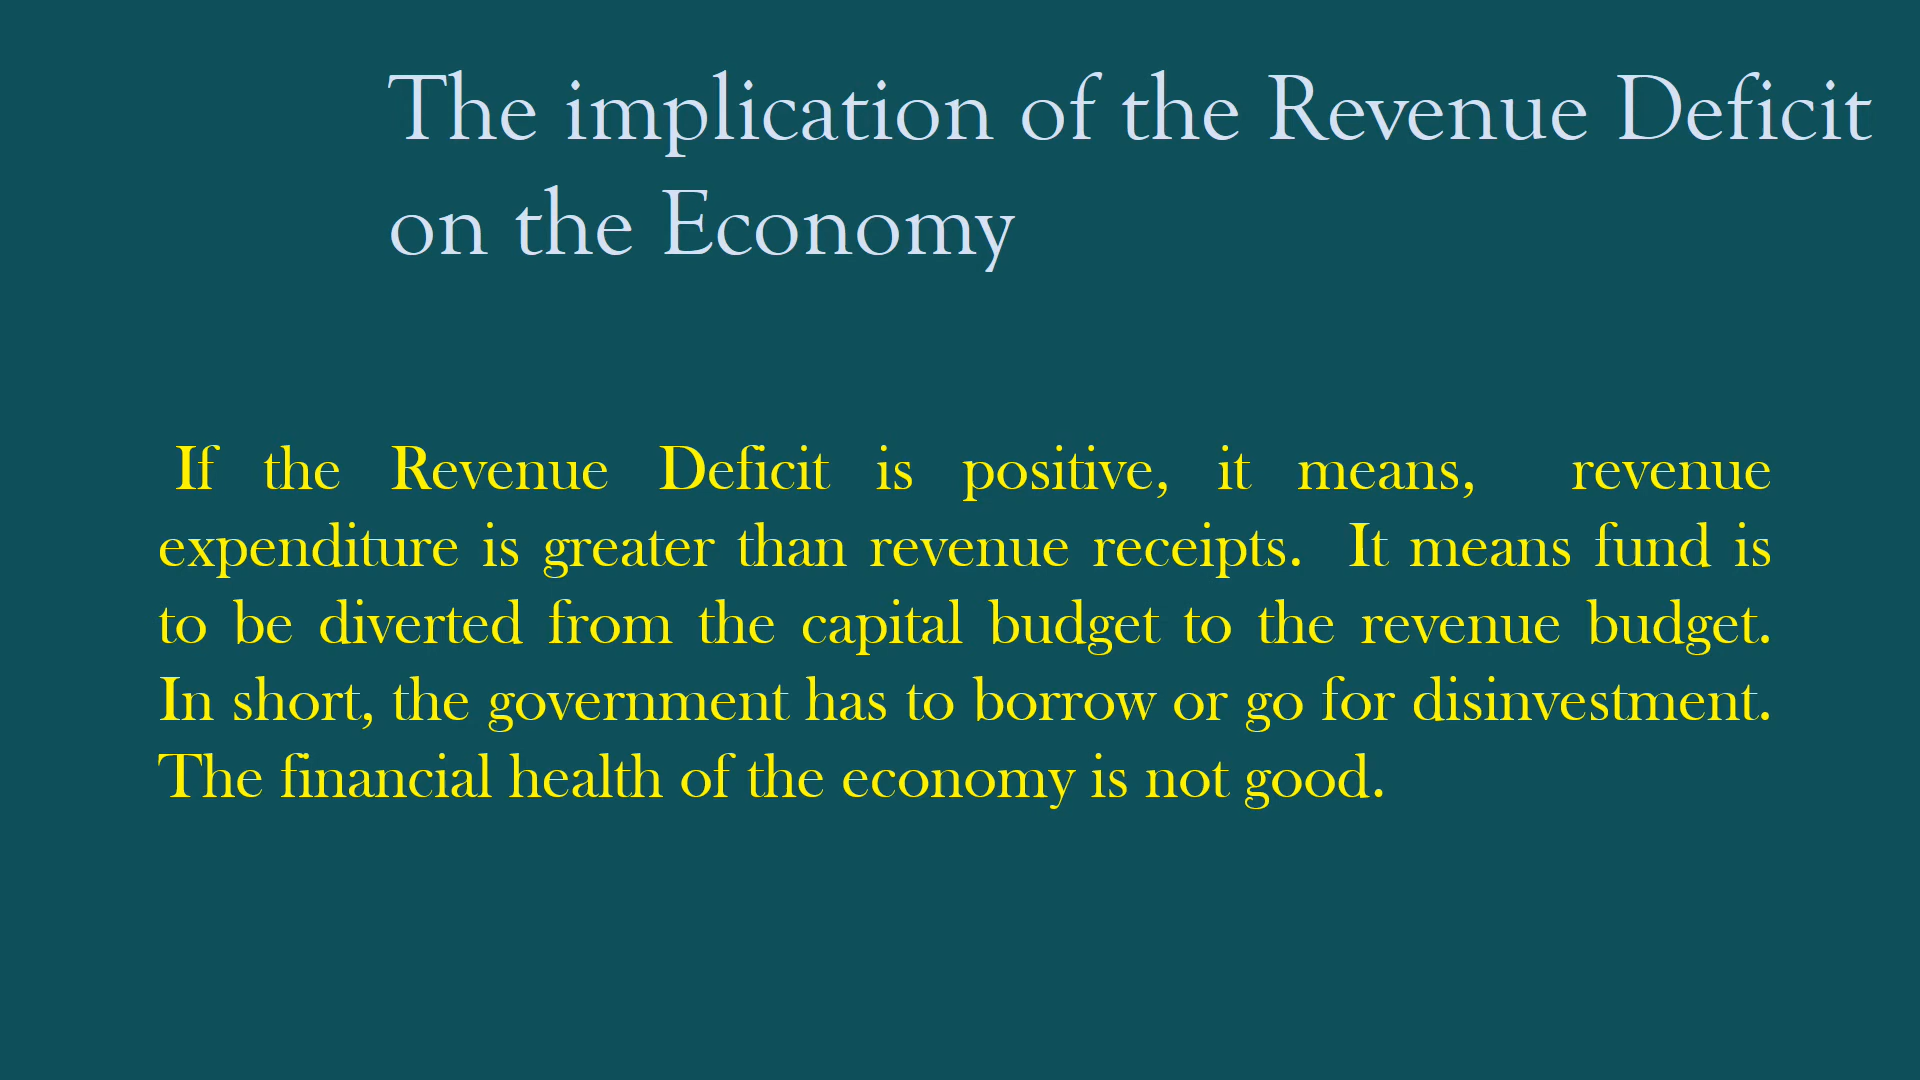 The implication of the Revenue Deficit
on the Economy
If the Revenue Deficit is positive, it means, revenue
expenditure is greater than revenue receipts. It means fund is
to be diverted from the capital budget to the revenue budget.
In short, the government has to borrow or go for disinvestment.
The financial health of the economy is not good.